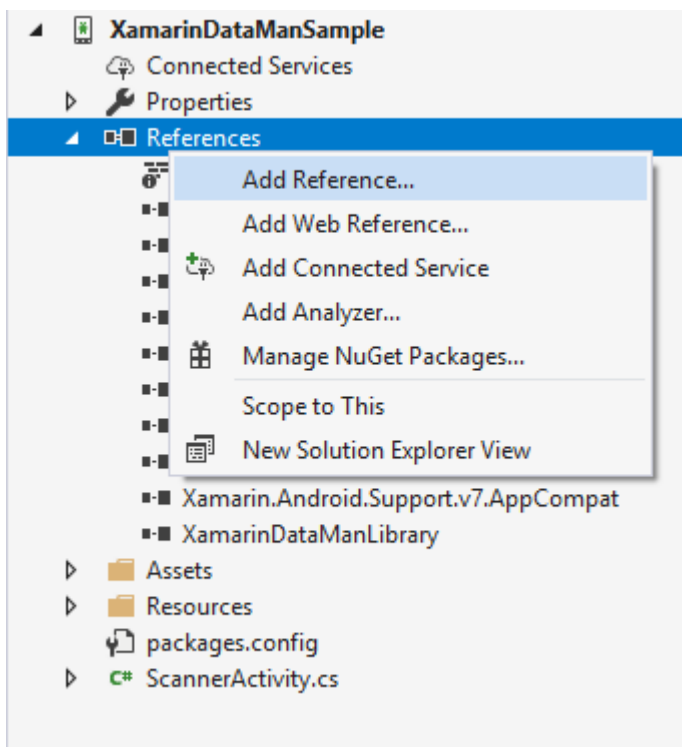 XamarinDataManSample
Connected Services
Properties
References
Add Reference...
Add Web Reference...
Add Connected Service
Add Analyzer...
Manage NuGet Packages...
Scope to This
New Solution Explorer View
Xamarin.Android.Support.v7.AppCompat
XamarinDataManLibrary
Assets
Resources
packages.config
C# ScannerActivity.cs